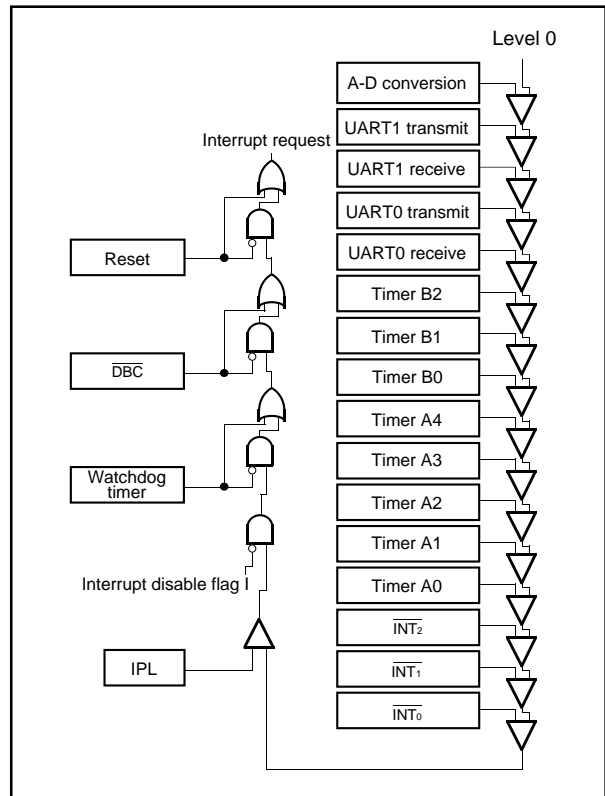 Level 0
A-D conversion
UART1 transmit
Interrupt request
UART1 receive
UART0 transmit
Reset
UART0 receive
Timer B2
Timer B1
DBC
Timer B0
Timer A4
Timer A3
Watchdog
timer
Timer A2
Timer A1
Interrupt disable flag I
Timer A0
INT2
IPL
INT1
INT0